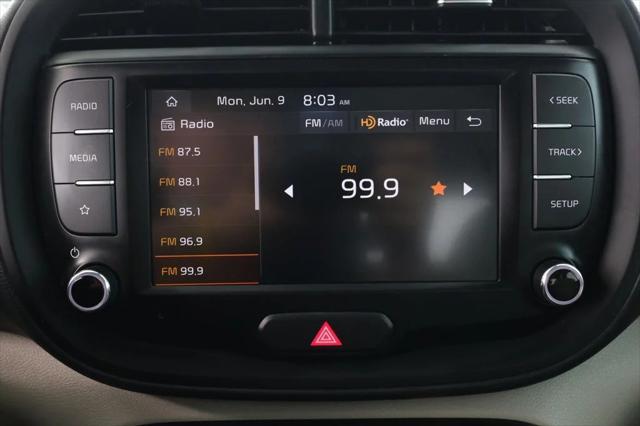 Mon, Jun. 9 8:03 AM
Radio FM/AM HD Radio® Menu
FM 87.5
FM 88.1
FM 95.1
FM 96.9
FM 99.9
FM
99.9
RADIO
MEDIA
< SEEK
TRACK >
SETUP